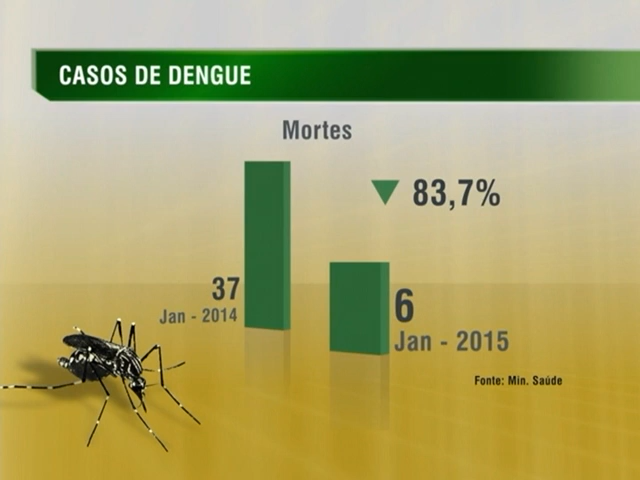 CASOS DE DENGUE
Mortes
83,7%
37
Jan - 2014
6
Jan - 2015
Fonte: Min. Saúde